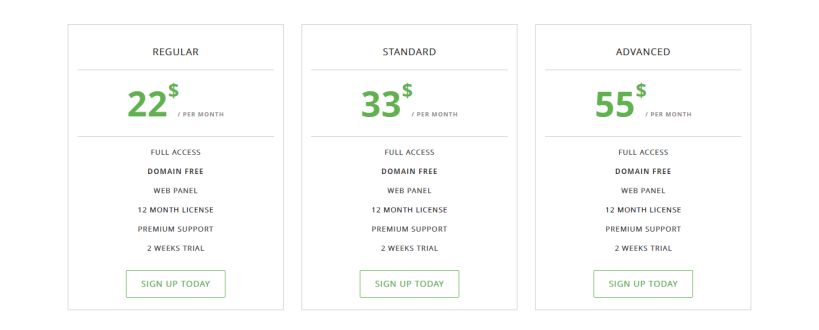 REGULAR
22$ / PER MONTH
FULL ACCESS
DOMAIN FREE
WEB PANEL
12 MONTH LICENSE
PREMIUM SUPPORT
2 WEEKS TRIAL
SIGN UP TODAY
STANDARD
33$ / PER MONTH
FULL ACCESS
DOMAIN FREE
WEB PANEL
12 MONTH LICENSE
PREMIUM SUPPORT
2 WEEKS TRIAL
SIGN UP TODAY
ADVANCED
55$ / PER MONTH
FULL ACCESS
DOMAIN FREE
WEB PANEL
12 MONTH LICENSE
PREMIUM SUPPORT
2 WEEKS TRIAL
SIGN UP TODAY